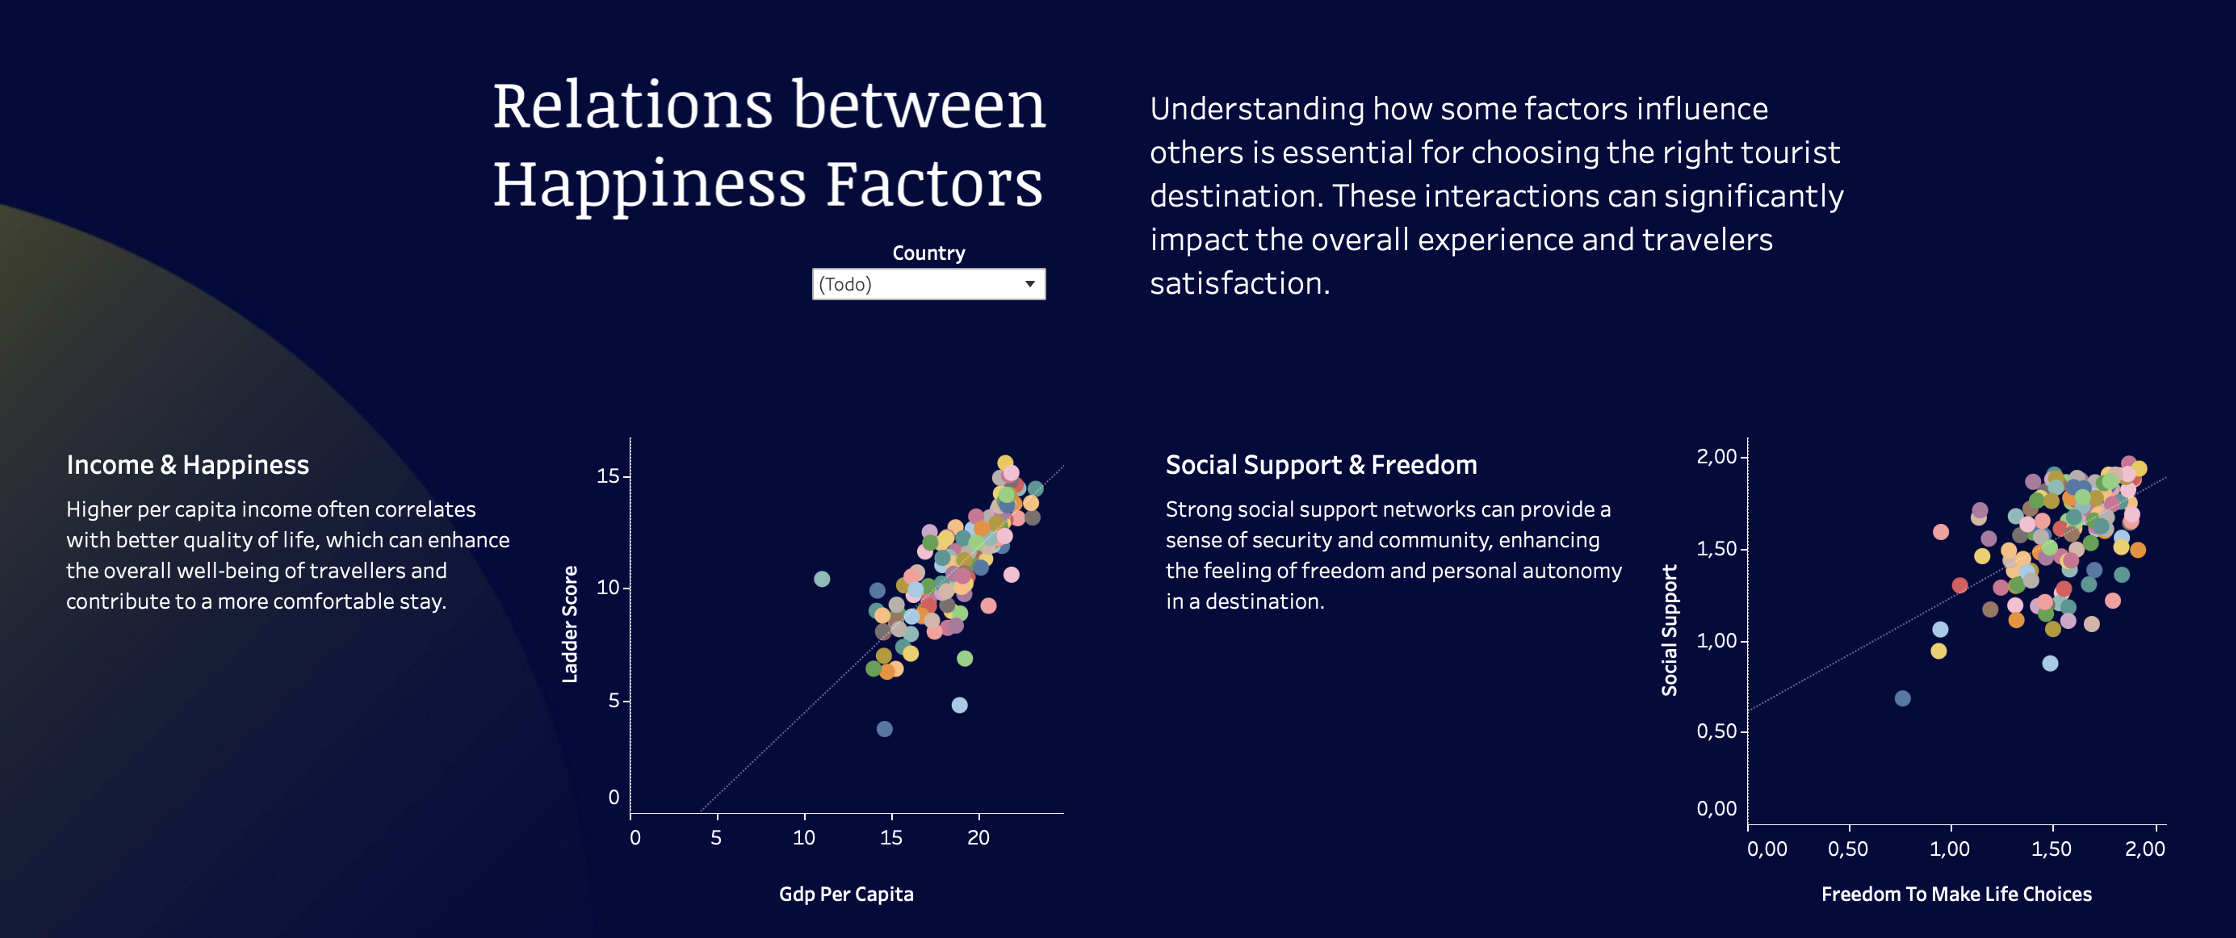 Relations between
Happiness Factors
Understanding how some factors influence
others is essential for choosing the right tourist
destination. These interactions can significantly
impact the overall experience and travelers
satisfaction.
Country
(Todo)
Income & Happiness
Higher per capita income often correlates
with better quality of life, which can enhance
the overall well-being of travellers and
contribute to a more comfortable stay.
Ladder Score
15
10
5
0
0 5 10 15 20
Gdp Per Capita
Social Support & Freedom
Strong social support networks can provide a
sense of security and community, enhancing
the feeling of freedom and personal autonomy
in a destination.
Social Support
2,00
1,50
1,00
0,50
0,00
0,00 0,50 1,00 1,50 2,00
Freedom To Make Life Choices